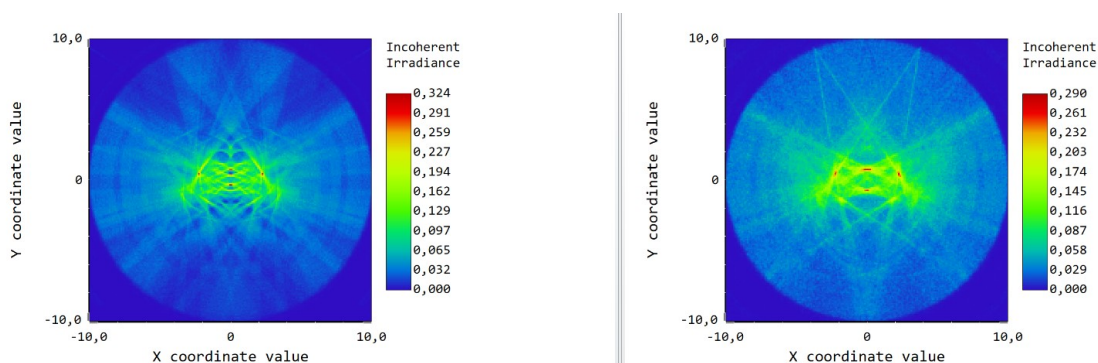 Incoherent
Irradiance
10,0
0
-10,0
Y coordinate value
-10,0 0 10,0
X coordinate value
0,324
0,291
0,259
0,227
0,194
0,162
0,129
0,097
0,065
0,032
0,000
Incoherent
Irradiance
10,0
0
-10,0
Y coordinate value
-10,0 0 10,0
X coordinate value
0,290
0,261
0,232
0,203
0,174
0,145
0,116
0,087
0,058
0,029
0,000